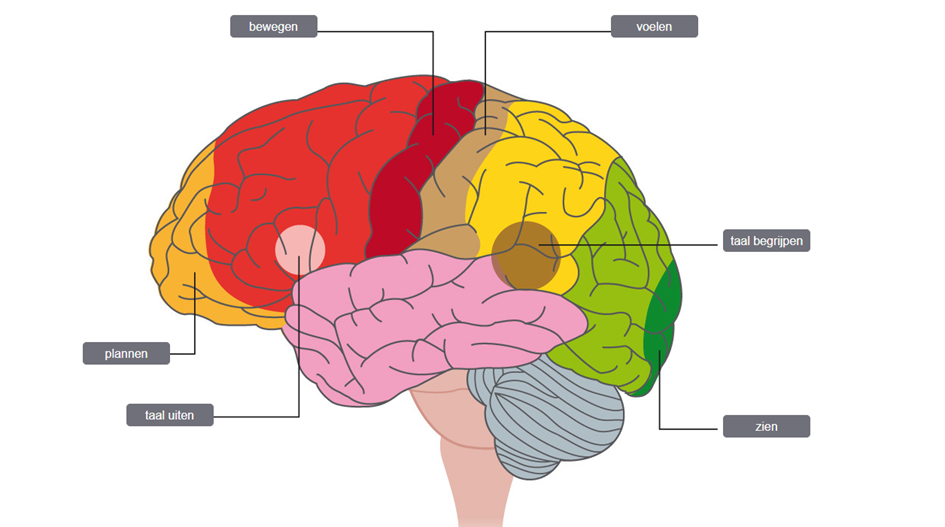 bewegen
voelen
taal begrijpen
plannen
taal uiten
zien